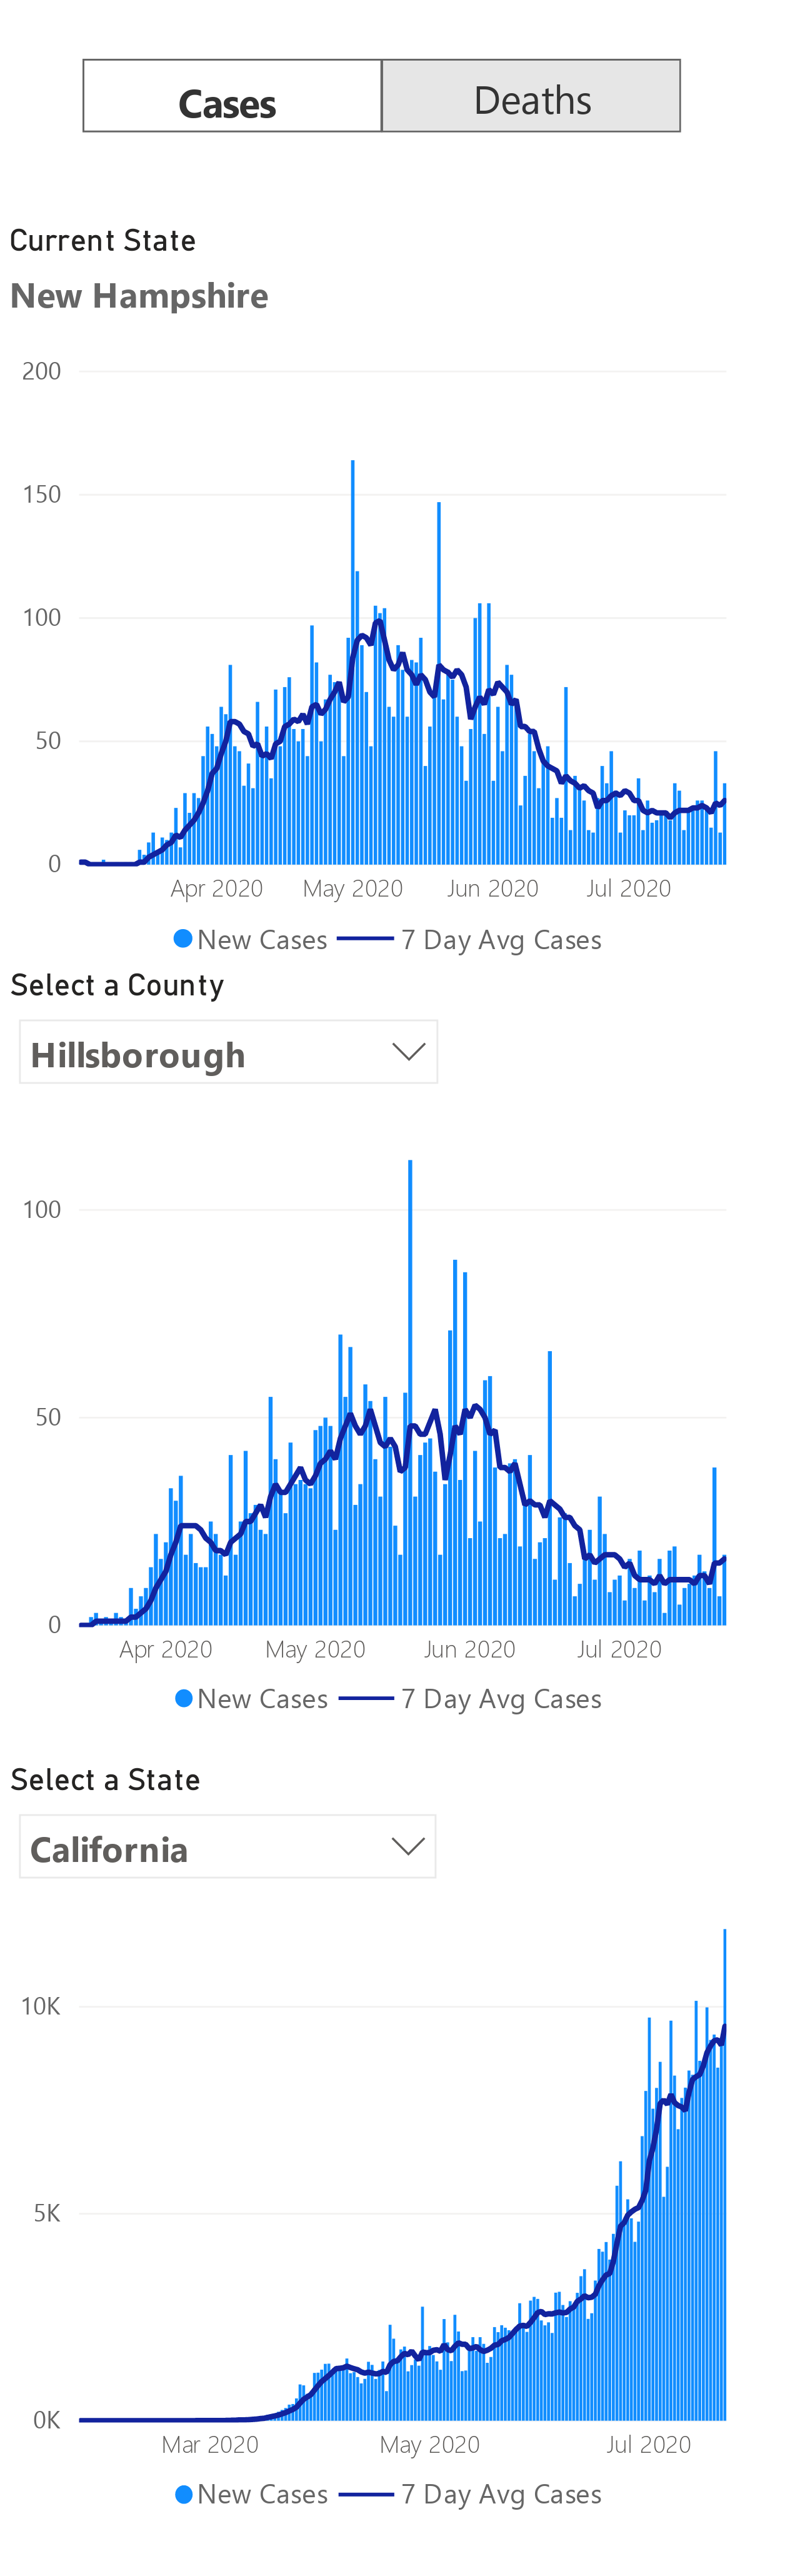 Cases Deaths
Current State
New Hampshire
200
150
100
50
0
Apr 2020 May 2020 Jun 2020 Jul 2020
New Cases 7 Day Avg Cases
Select a County
Hillsborough
100
50
0
Apr 2020 May 2020 Jun 2020 Jul 2020
New Cases 7 Day Avg Cases
Select a State
California
10K
5K
0K
Mar 2020 May 2020 Jul 2020
New Cases 7 Day Avg Cases